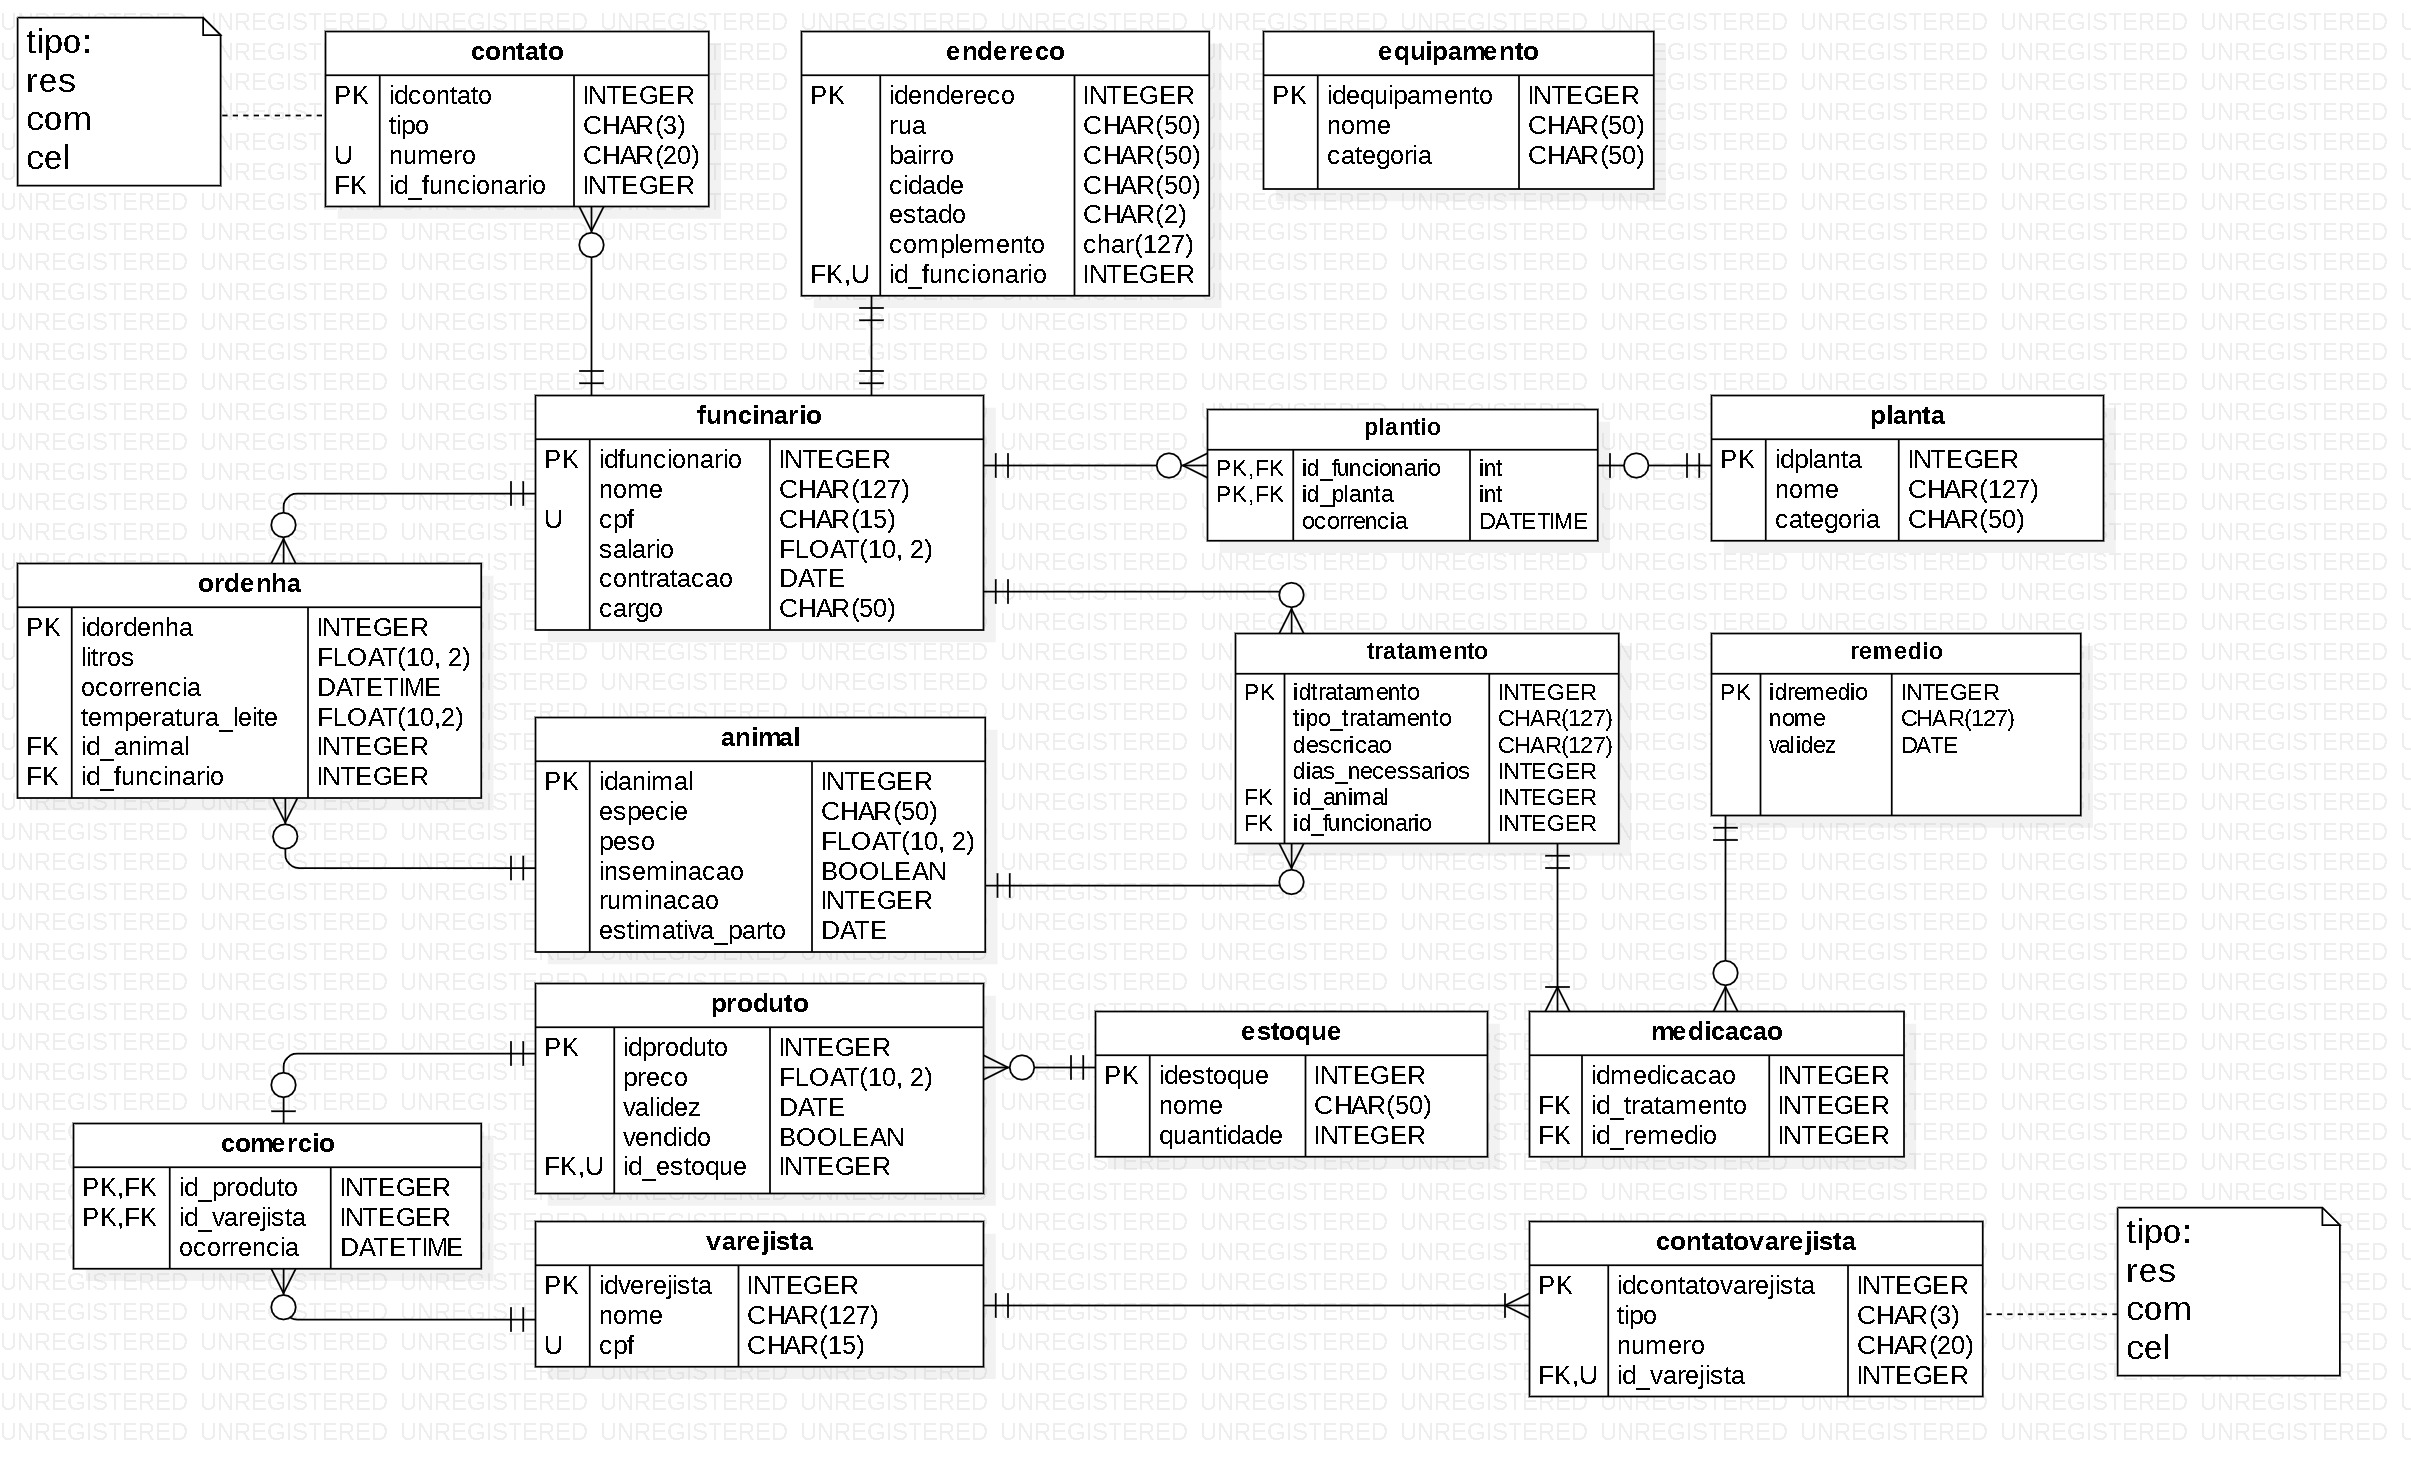 tipo:
res
com
cel
contato
PK idcontato INTEGER
tipo CHAR(3)
U numero CHAR(20)
FK id_funcionario INTEGER
endereco
PK idendereco INTEGER
rua CHAR(50)
bairro CHAR(50)
cidade CHAR(50)
estado CHAR(2)
complemento char(127)
FK,U id_funcionario INTEGER
equipamento
PK idequipamento INTEGER
nome CHAR(50)
categoria CHAR(50)
funcinario
PK idfuncionario INTEGER
nome CHAR(127)
U cpf CHAR(15)
salario FLOAT(10, 2)
contratacao DATE
cargo CHAR(50)
plantio
PK,FK id_funcionario int
PK,FK id_planta int
ocorrencia DATETIME
planta
PK idplanta INTEGER
nome CHAR(127)
categoria CHAR(50)
ordenha
PK idordenha INTEGER
litros FLOAT(10, 2)
ocorrencia DATETIME
temperatura_leite FLOAT(10,2)
FK id_animal INTEGER
FK id_funcinario INTEGER
animal
PK idanimal INTEGER
especie CHAR(50)
peso FLOAT(10, 2)
inseminacao BOOLEAN
ruminacao INTEGER
estimativa_parto DATE
tratamento
PK idtratamento INTEGER
tipo_tratamento CHAR(127)
descricao CHAR(127)
dias_necessarios INTEGER
FK id_animal INTEGER
FK id_funcionario INTEGER
remedio
PK idremedio INTEGER
nome CHAR(127)
validez DATE
produto
PK idproduto INTEGER
preco FLOAT(10, 2)
validez DATE
vendido BOOLEAN
FK,U id_estoque INTEGER
estoque
PK idestoque INTEGER
nome CHAR(50)
quantidade INTEGER
medicacao
idmedicacao INTEGER
FK id_tratamento INTEGER
FK id_remedio INTEGER
comercio
PK,FK id_produto INTEGER
PK,FK id_varejista INTEGER
ocorrencia DATETIME
varejista
PK idverejista INTEGER
nome CHAR(127)
U cpf CHAR(15)
contatovarejista
PK idcontatovarejista INTEGER
tipo CHAR(3)
numero CHAR(20)
FK,U id_varejista INTEGER
tipo:
res
com
cel
UNREGISTERED